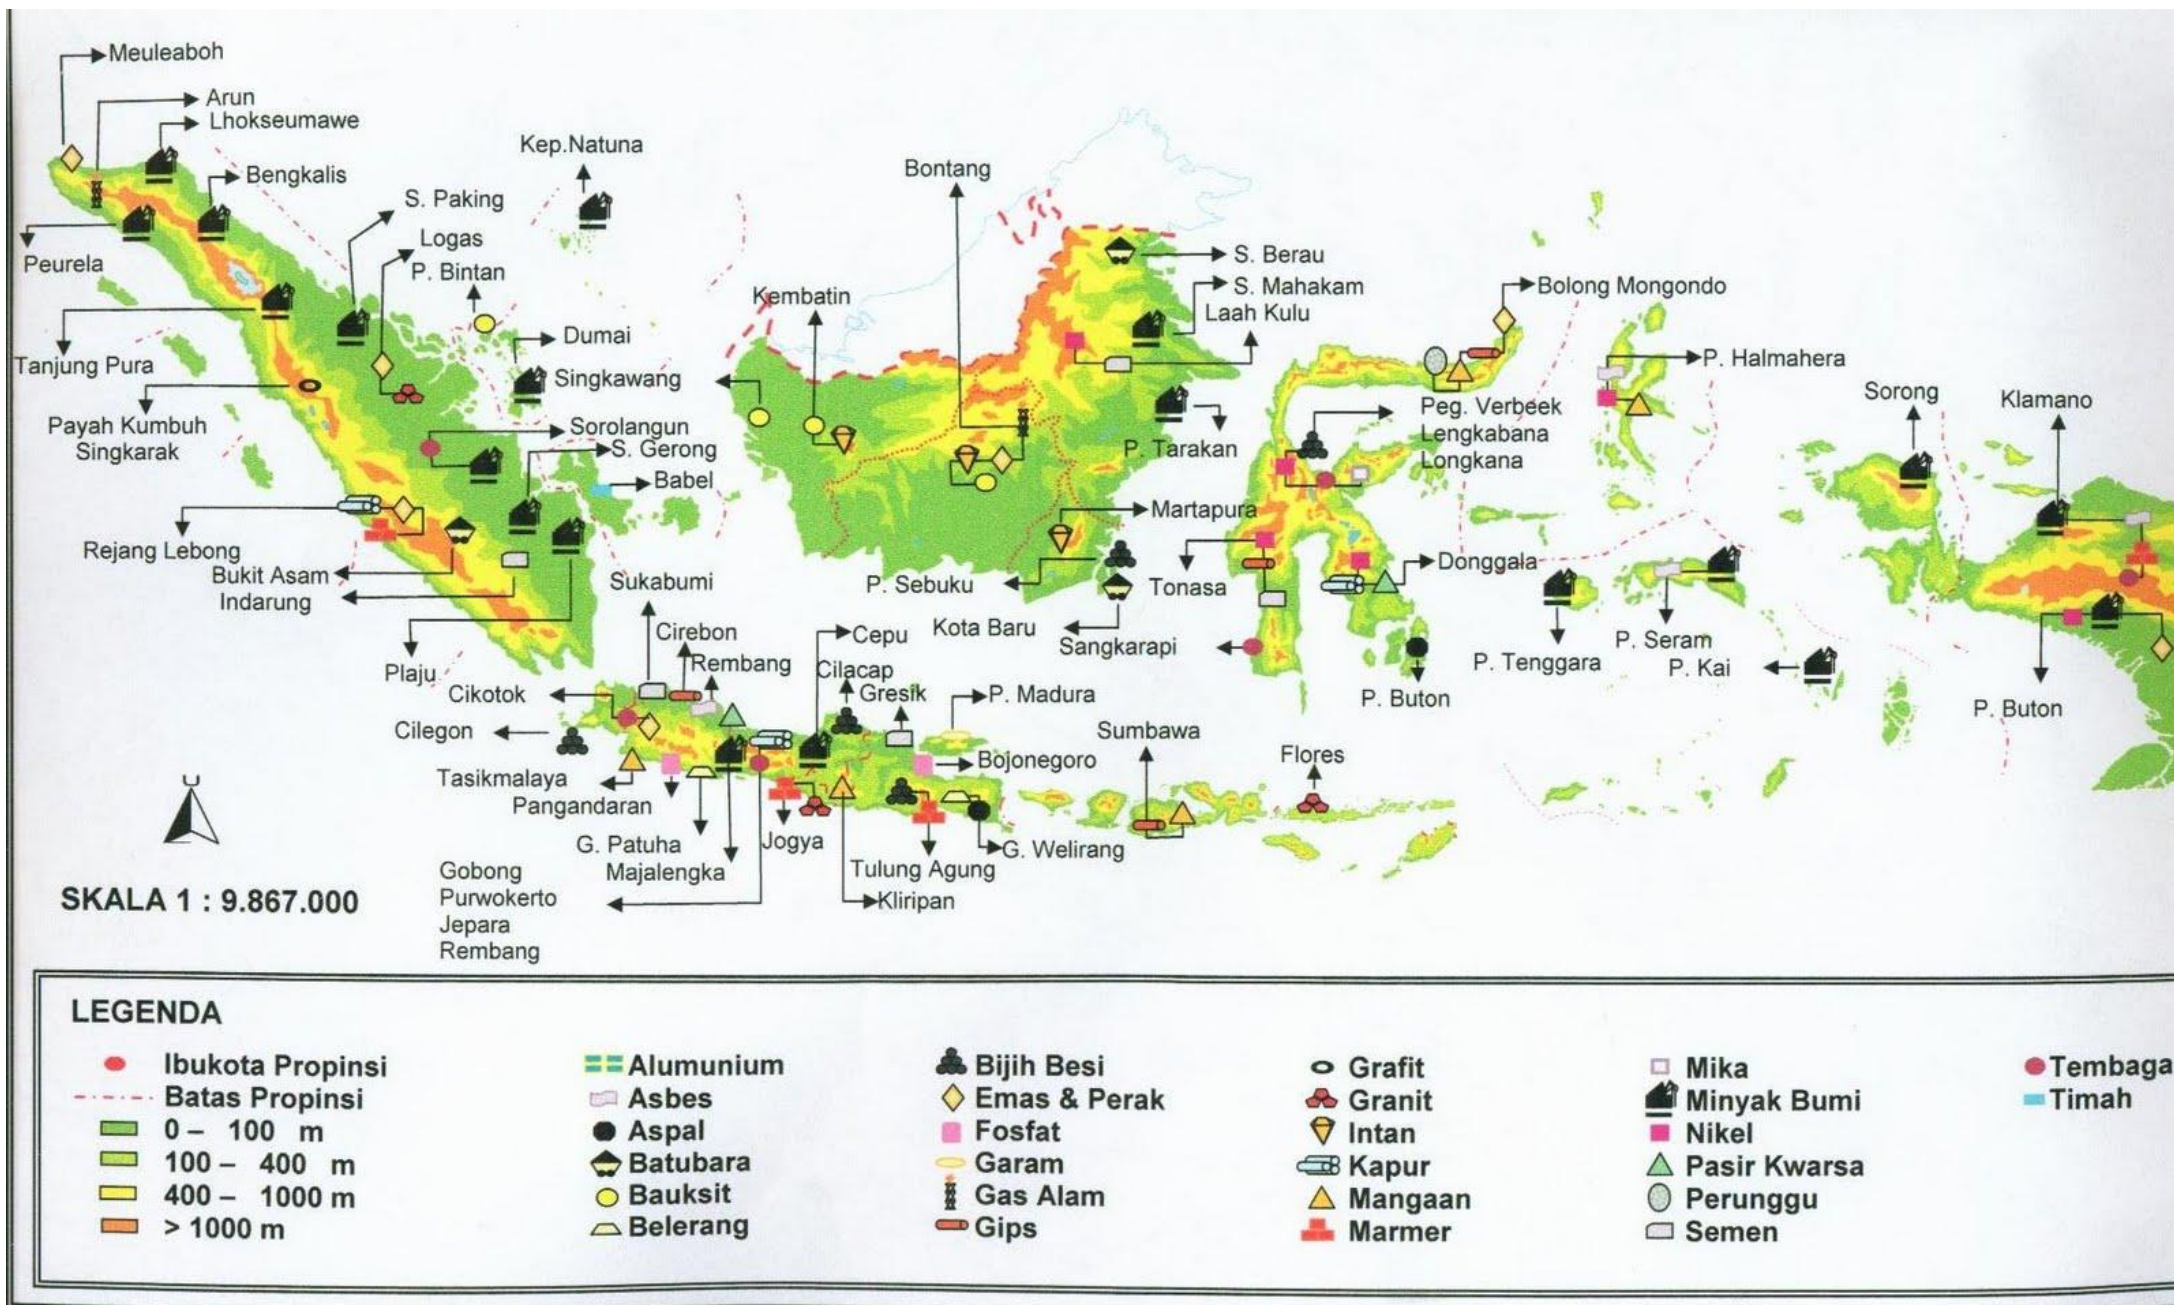 Meuleaboh
Arun
Lhokseumawe
Bengkalis
Peurela
S. Paking
Logas
P. Bintan
Kep.Natuna
Dumai
Tanjung Pura
Payah Kumbuh
Singkarak
Singkawang
Sorolangun
S. Gerong
Babel
Rejang Lebong
Bukit Asam
Indarung
Plaju
Kembatin
Bontang
S. Berau
S. Mahakam
Laah Kulu
P. Tarakan
Martapura
P. Sebuku
Kota Baru
Bolong Mongondo
P. Halmahera
Peg. Verbeek
Lengkabana
Longkana
Tonasa
Donggala
Sangkarapi
P. Buton
P. Tenggara
P. Seram
P. Kai
Sorong
Klamano
P. Buton
Sukabumi
Cirebon
Rembang
Cepu
Cilacap
Gresik
P. Madura
Cikotok
Cilegon
Bojonegoro
Tasikmalaya
Pangandaran
G. Patuha
Majalengka
Jogya
Tulung Agung
G. Welirang
Kliripan
Gobong
Purwokerto
Jepara
Rembang
Sumbawa
Flores
U
SKALA 1 : 9.867.000
LEGENDA
Ibukota Propinsi
Batas Propinsi
0 – 100 m
100 – 400 m
400 – 1000 m
> 1000 m
Alumunium
Asbes
Aspal
Batubara
Bauksit
Belerang
Bijih Besi
Emas & Perak
Fosfat
Garam
Gas Alam
Gips
Grafit
Granit
Intan
Kapur
Mangaan
Marmer
Mika
Minyak Bumi
Nikel
Pasir Kwarsa
Perunggu
Semen
Tembaga
Timah